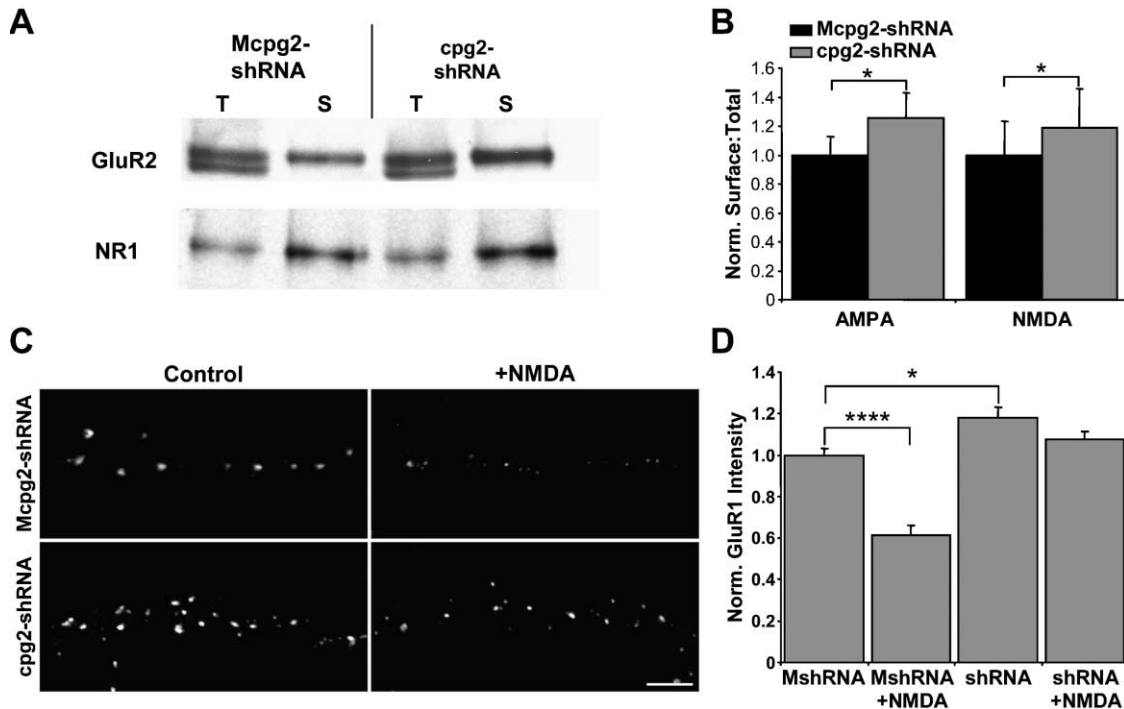 A
Mcpg2-
shRNA
cpg2-
shRNA
T S T S
GluR2
NR1
B
Mcpg2-shRNA
cpg2-shRNA
Norm. Surface:Total
1.6
1.4
1.2
1.0
0.8
0.6
0.4
0.2
0
* *
AMPA NMDA
C
Control +NMDA
Mcpg2-shRNA
cpg2-shRNA
D
Norm. GluR1 Intensity
1.4
1.2
1.0
0.8
0.6
0.4
0.2
0
*
****
MshRNA MshRNA shRNA shRNA
+NMDA +NMDA